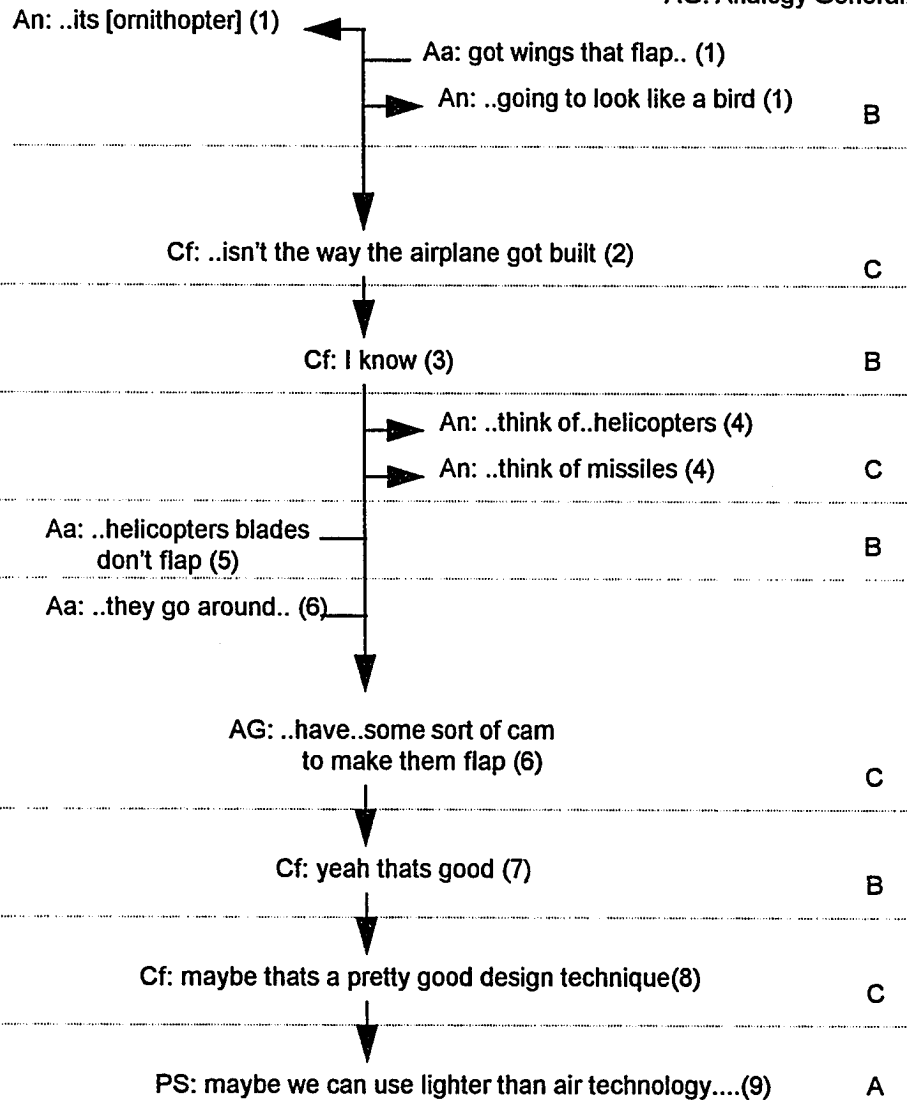 AG: Analogy General
An: ..its [ornithopter] (1)
Aa: got wings that flap.. (1)
An: ..going to look like a bird (1)
B
Cf: ..isn't the way the airplane got built (2)
C
Cf: I know (3)
B
An: ..think of..helicopters (4)
An: ..think of missiles (4)
C
Aa: ..helicopters blades
don't flap (5)
B
Aa: ..they go around.. (6)
AG: ..have..some sort of cam
to make them flap (6)
C
Cf: yeah thats good (7)
B
Cf: maybe thats a pretty good design technique(8)
C
PS: maybe we can use lighter than air technology....(9)
A